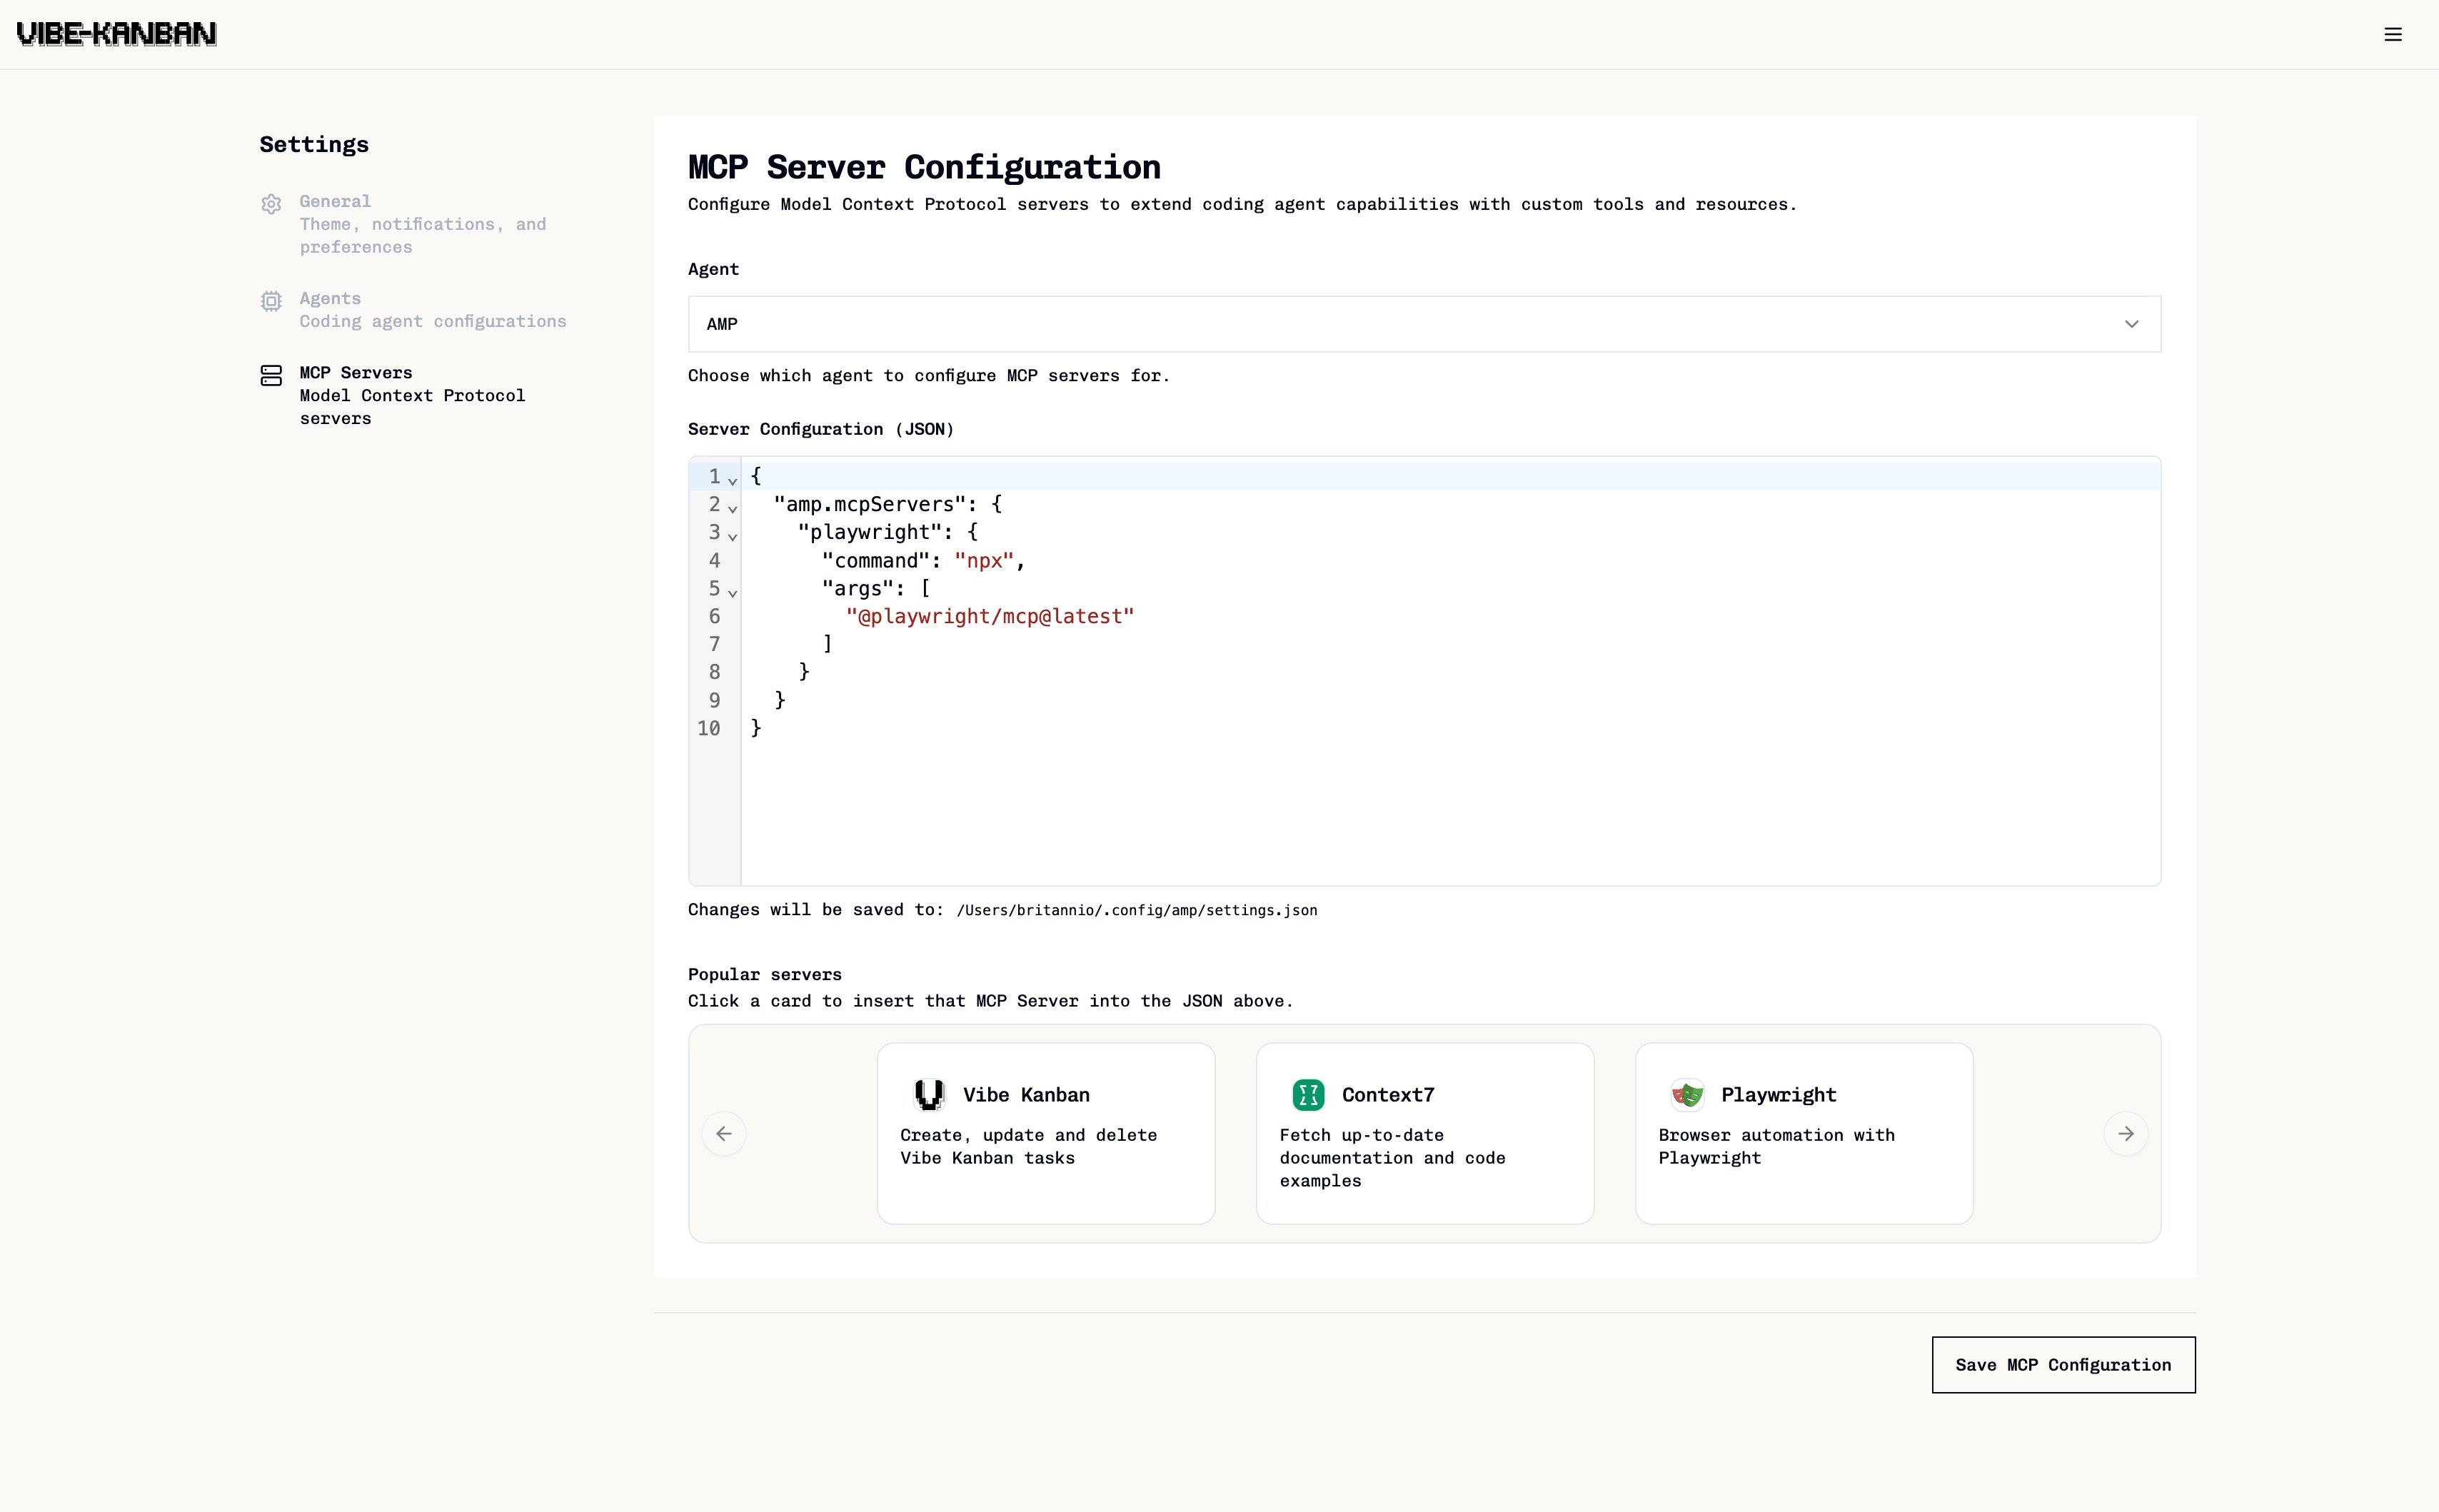 VIBE-KANBAN
Settings
General
Theme, notifications, and
preferences
Agents
Coding agent configurations
MCP Servers
Model Context Protocol
servers
MCP Server Configuration
Configure Model Context Protocol servers to extend coding agent capabilities with custom tools and resources.
Agent
AMP
Choose which agent to configure MCP servers for.
Server Configuration (JSON)
1 {
2   "amp.mcpServers": {
3     "playwright": {
4       "command": "npx",
5       "args": [
6         "@playwright/mcp@latest"
7       ]
8     }
9   }
10 }
Changes will be saved to: /Users/britannio/.config/amp/settings.json
Popular servers
Click a card to insert that MCP Server into the JSON above.
Vibe Kanban
Create, update and delete
Vibe Kanban tasks
Context7
Fetch up-to-date
documentation and code
examples
Playwright
Browser automation with
Playwright
Save MCP Configuration